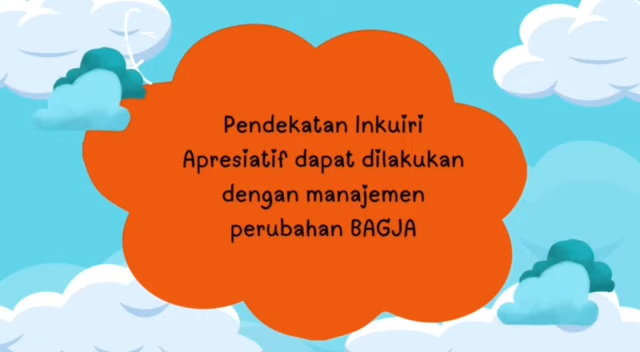 Pendekatan Inkuiri
Apresiatif dapat dilakukan
dengan manajemen
perubahan BAGJA